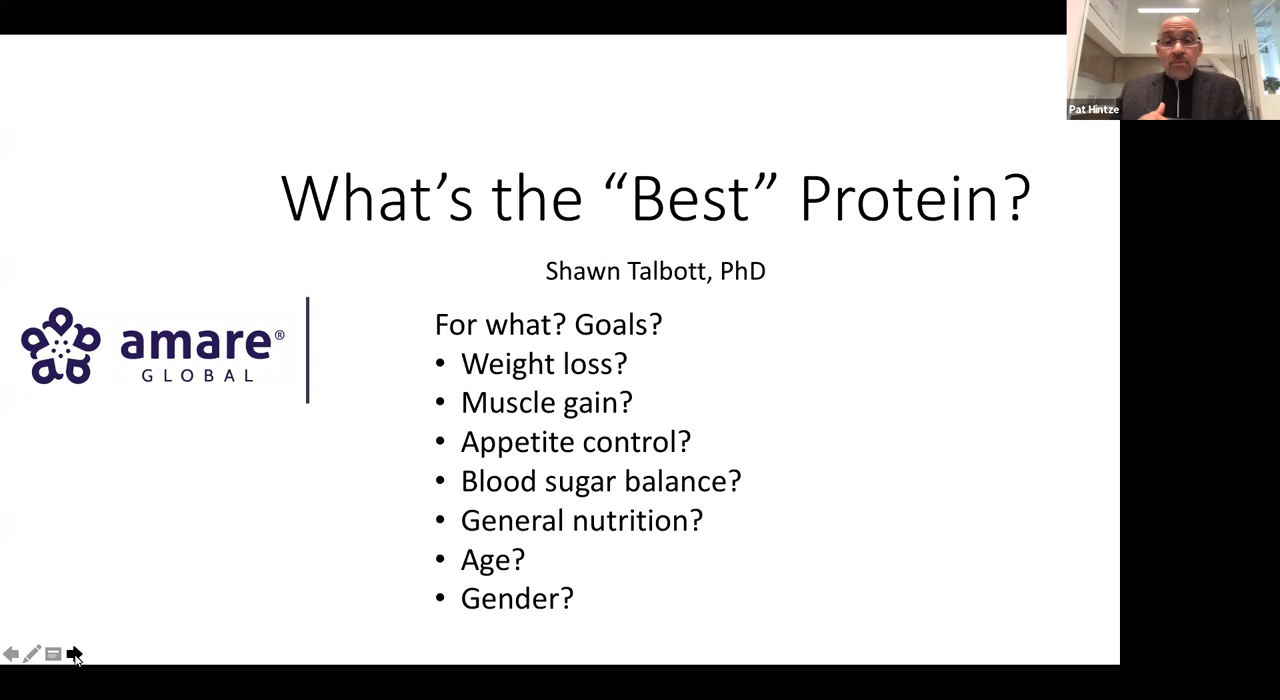 Pat Hintze
What's the “Best” Protein?
Shawn Talbott, PhD
amare®
GLOBAL
For what? Goals?
• Weight loss?
• Muscle gain?
• Appetite control?
• Blood sugar balance?
• General nutrition?
• Age?
• Gender?